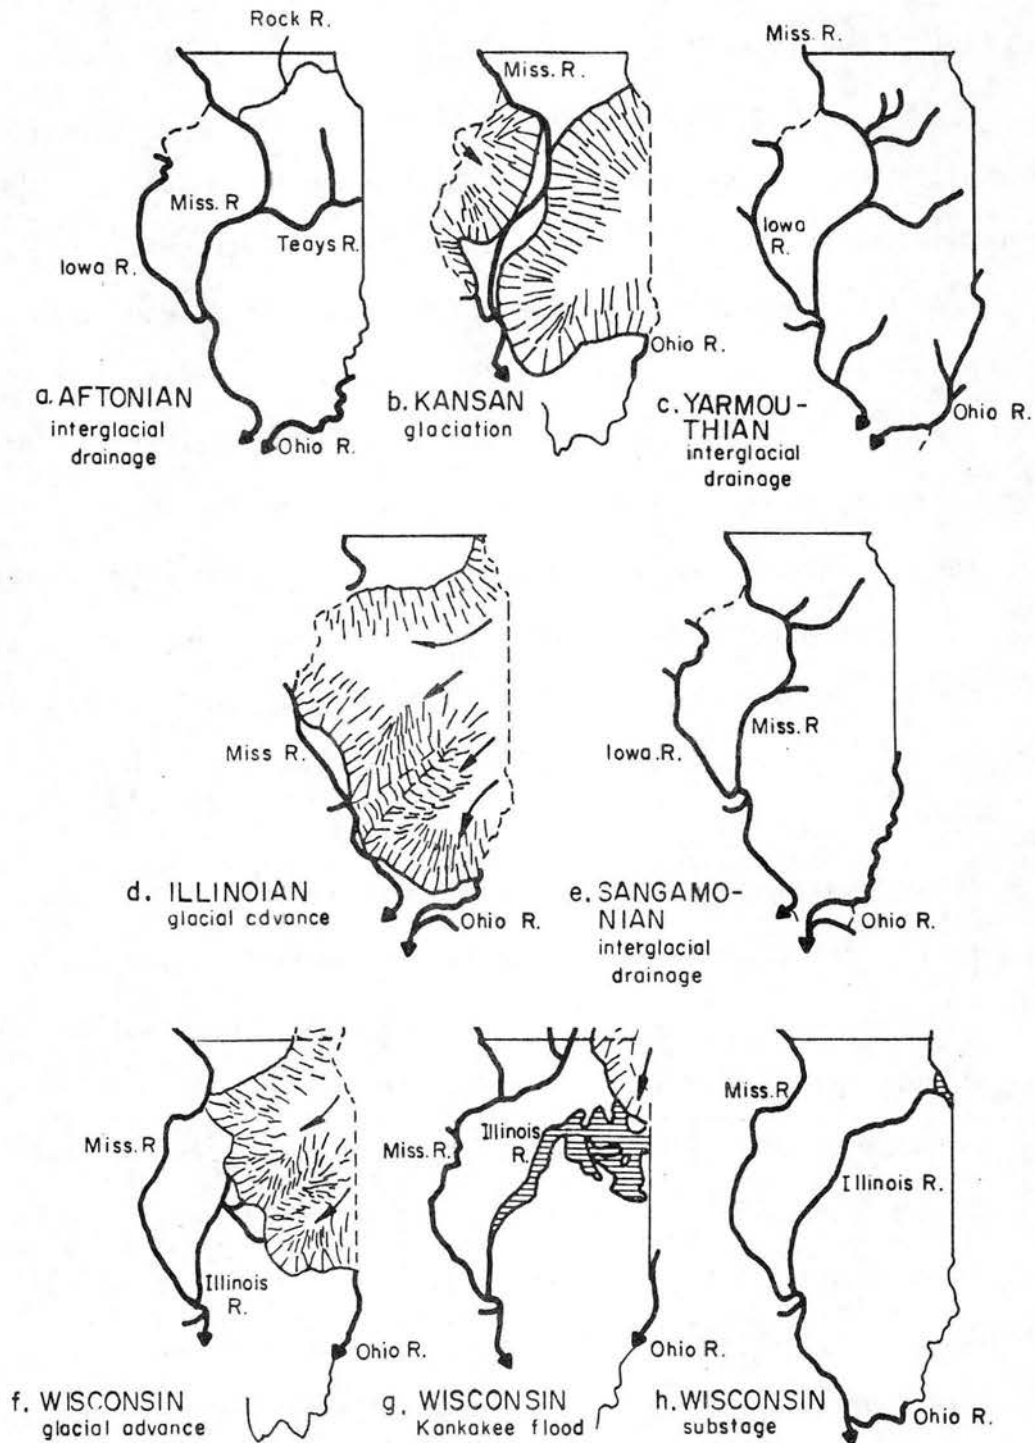 Rock R.
Miss. R
Teays R.
Iowa R.
Ohio R.
a. AFTONIAN
interglacial
drainage
Miss. R.
Ohio R.
b. KANSAN
glaciation
Miss. R.
Iowa
R.
Ohio R.
c. YARMOU-
THIAN
interglacial
drainage
Miss R.
Ohio R.
d. ILLINOIAN
glacial advance
Iowa.R.
Miss.R
Ohio R.
e. SANGAMO-
NIAN
interglacial
drainage
Miss.R
Illinois
R.
Ohio R.
f. WISCONSIN
glacial advance
Illinois
R.
Miss.R.
g. WISCONSIN
Kankakee flood
Miss.R
Illinois R.
Ohio R.
h. WISCONSIN
substage